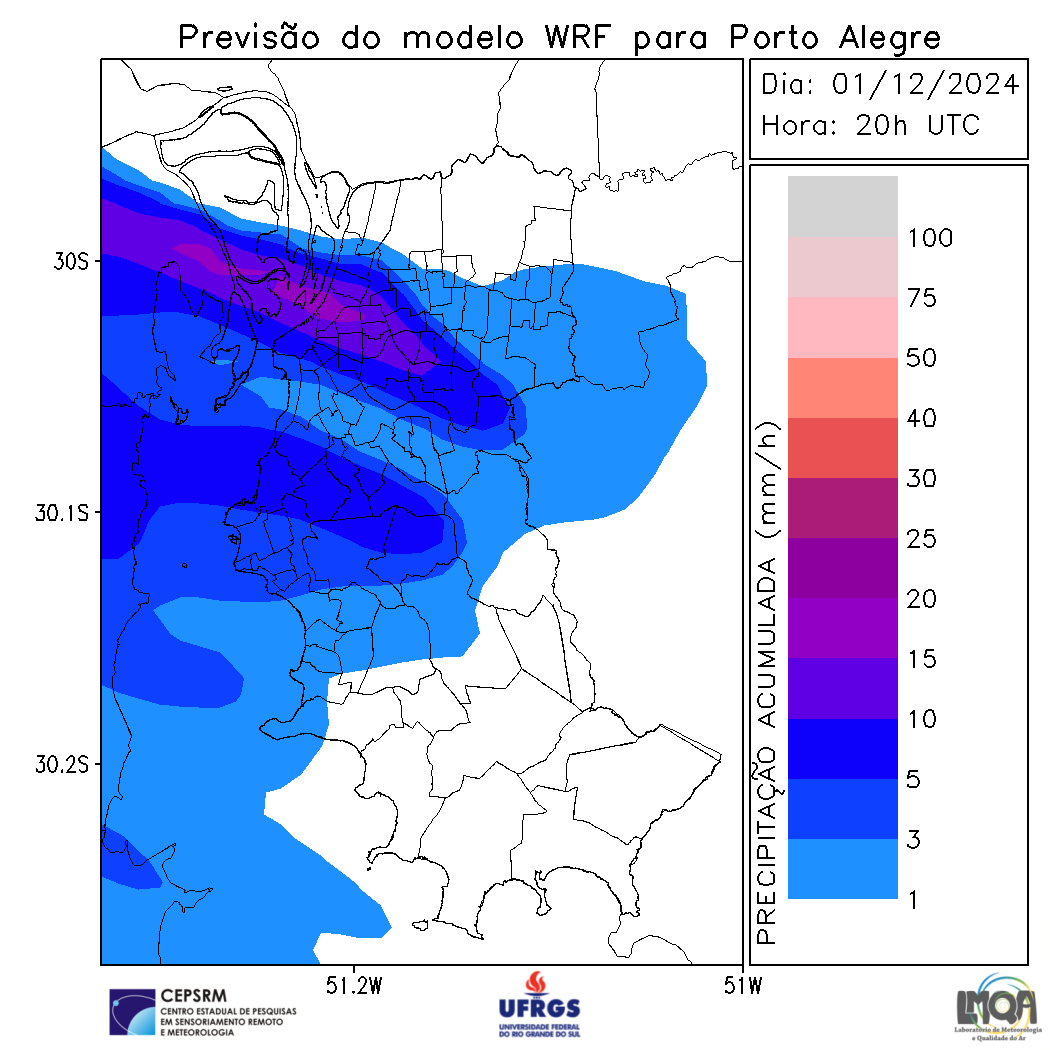 Previsão do modelo WRF para Porto Alegre
Dia: 01/12/2024
Hora: 20h UTC
30S
30.1S
30.2S
51.2W
51W
PRECIPITAÇÃO ACUMULADA (mm/h)
100
75
50
40
30
25
20
15
10
5
3
1
CEPSRM
CENTRO ESTADUAL DE PESQUISAS
EM SENSORIAMENTO REMOTO
E METEOROLOGIA
UFRGS
UNIVERSIDADE FEDERAL
DO RIO GRANDE DO SUL
LMQA
Laboratório de Meteorologia
e Qualidade do Ar